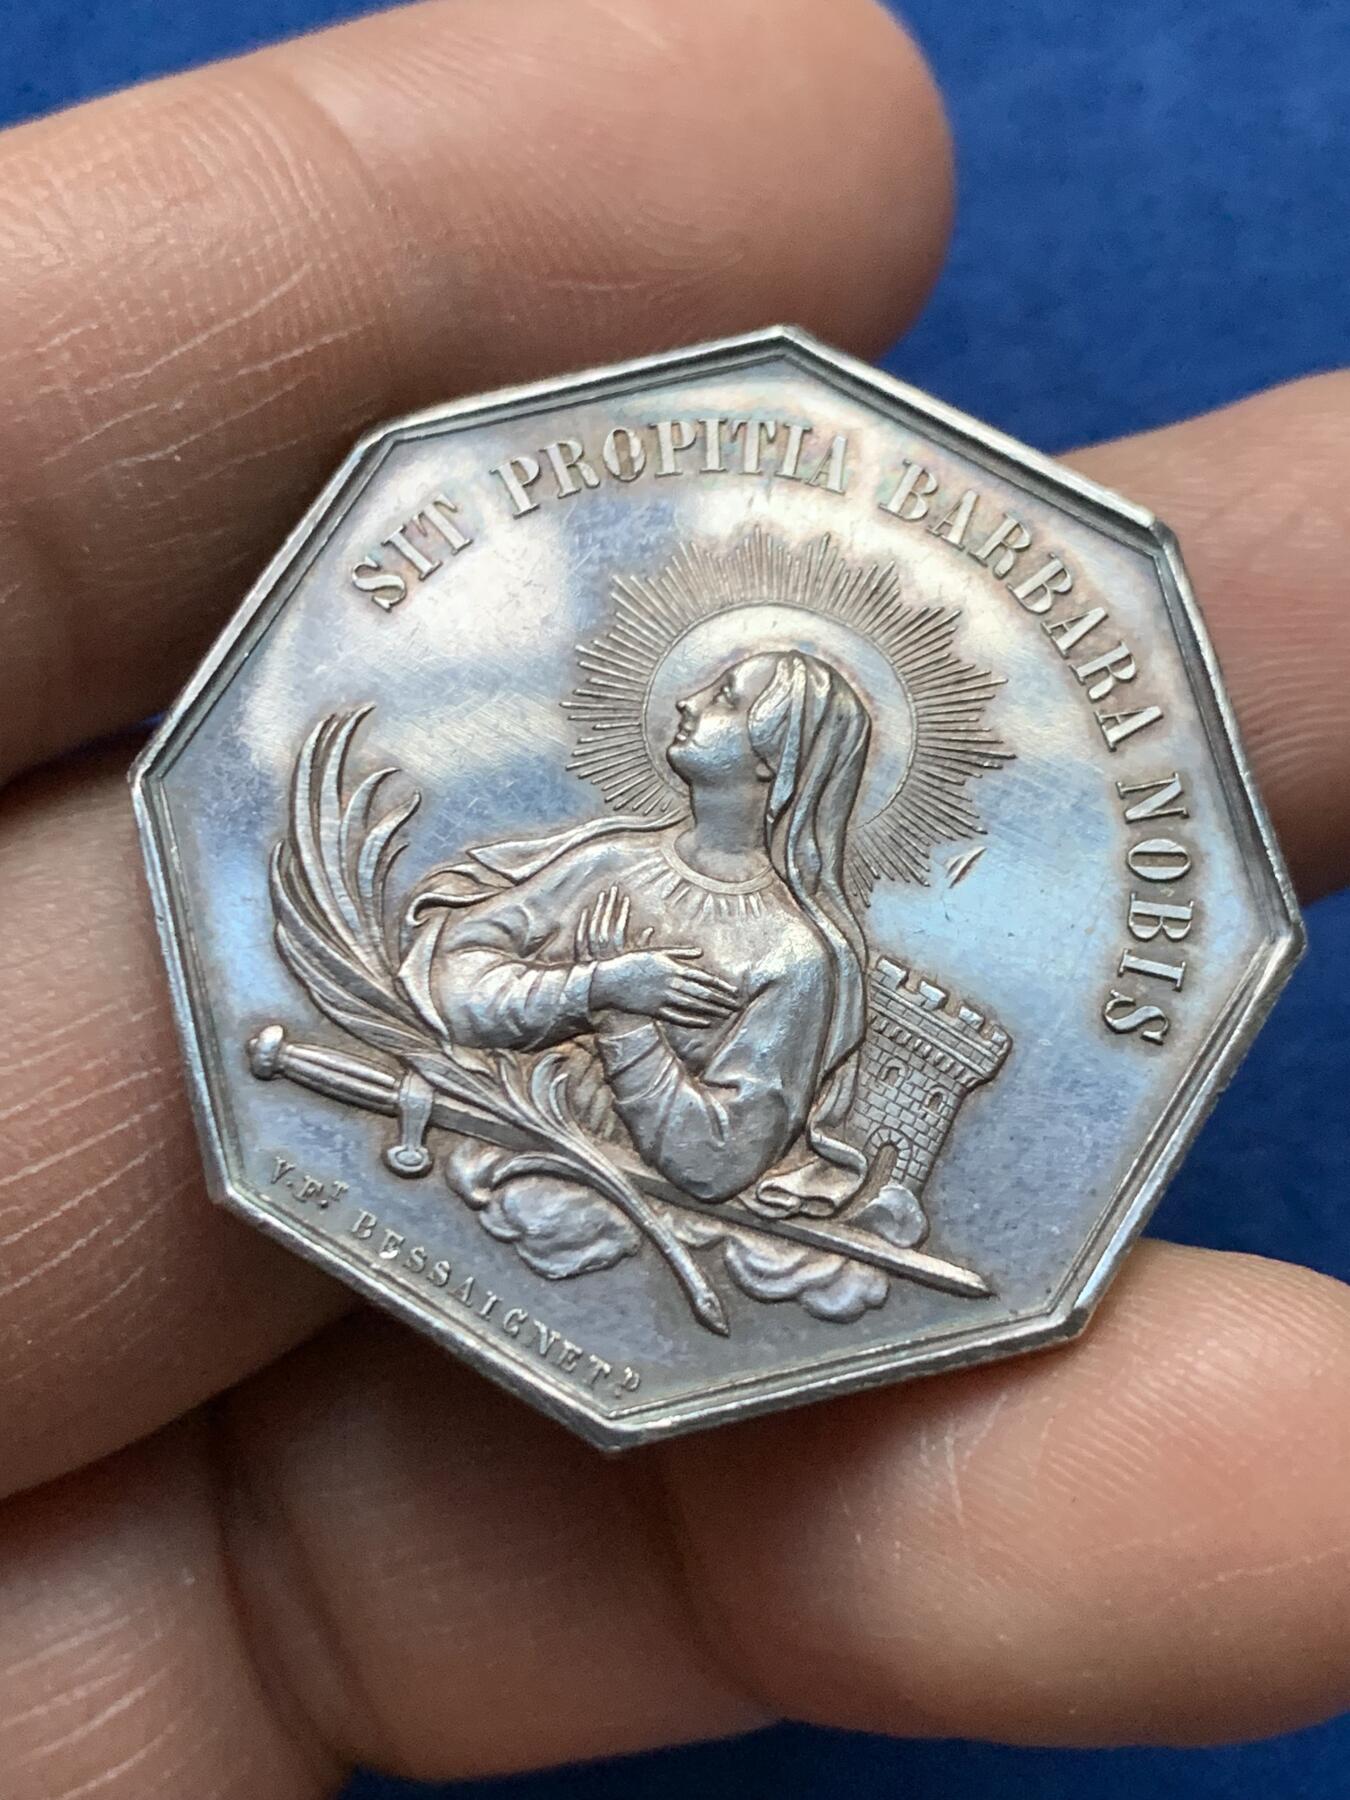 SIT PROPITIA BARBARA NOBIS
V. F.T BESSAIGNET P.